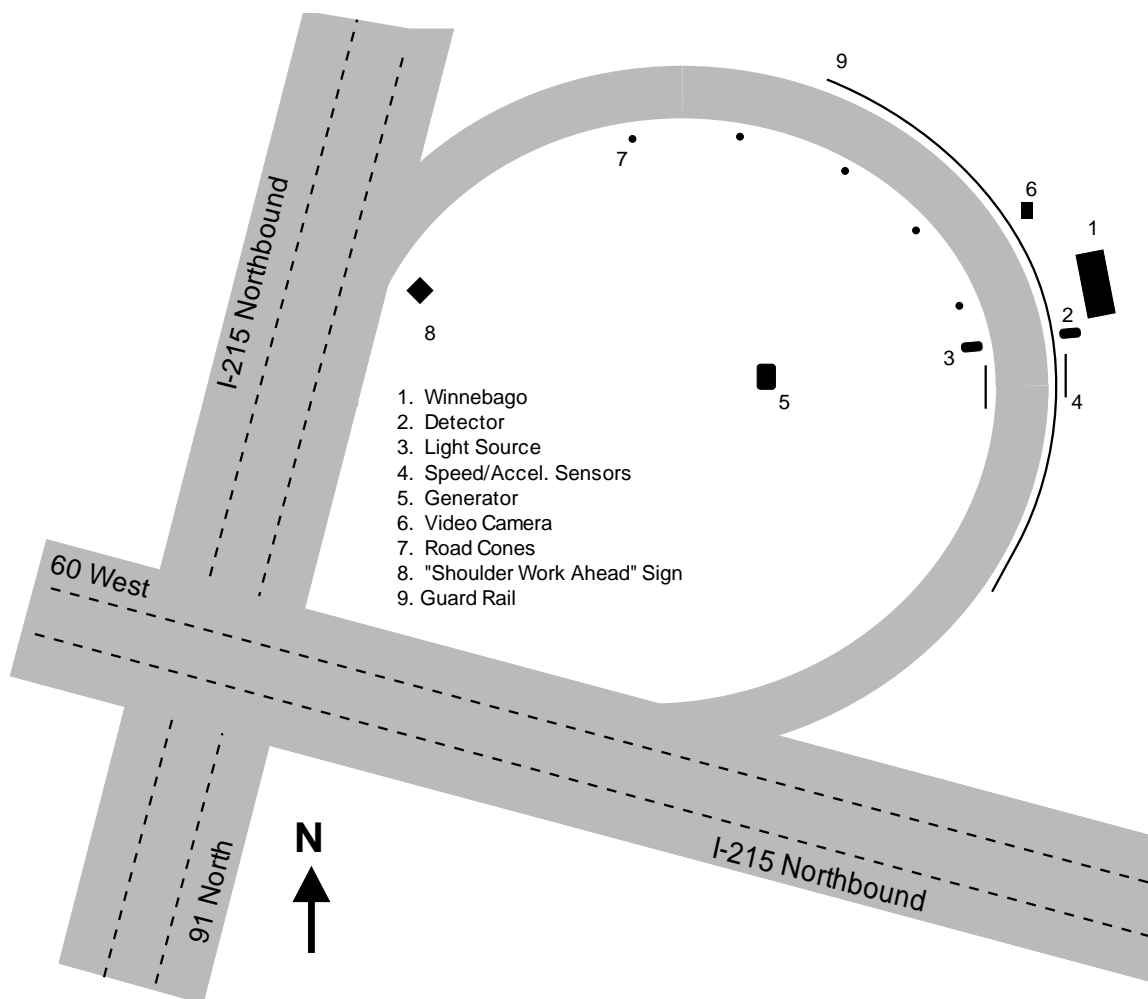 9
7
6
1
I-215 Northbound
2
8
3
5
4
1. Winnebago
2. Detector
3. Light Source
4. Speed/Accel. Sensors
5. Generator
6. Video Camera
7. Road Cones
8. "Shoulder Work Ahead" Sign
9. Guard Rail
60 West
N
I-215 Northbound
91 North